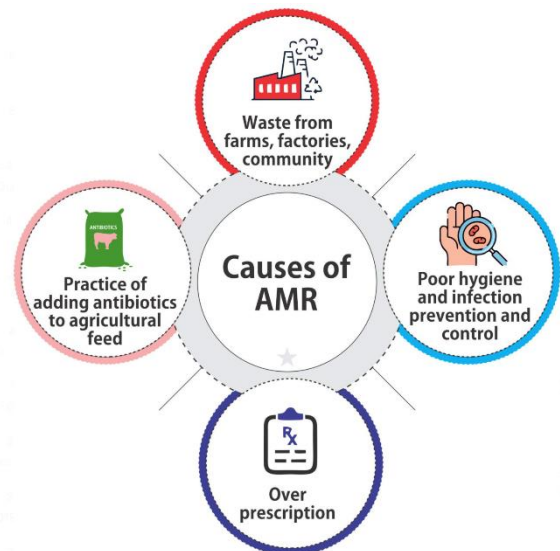 Waste from
farms, factories,
community
ANTIBIOTICS
Practice of
adding antibiotics
to agricultural
feed
Causes of
AMR
Poor hygiene
and infection
prevention and
control
Rx
Over
prescription